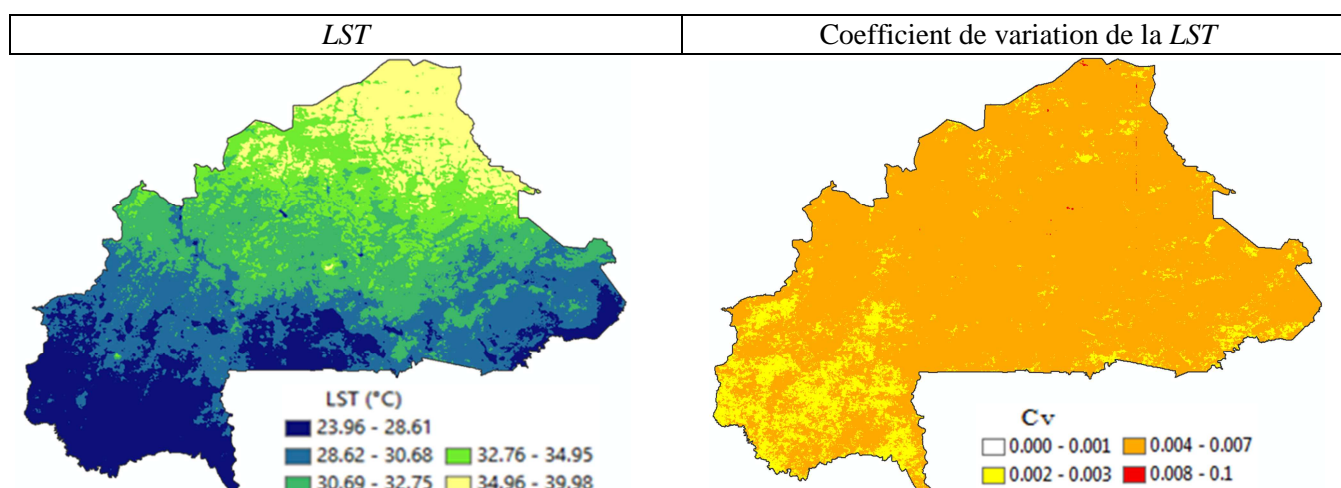 LST
Coefficient de variation de la LST
LST (°C)
23.96 - 28.61
28.62 - 30.68
32.76 - 34.95
30.69 - 32.75
34.96 - 39.98
Cv
0.000 - 0.001
0.004 - 0.007
0.002 - 0.003
0.008 - 0.1